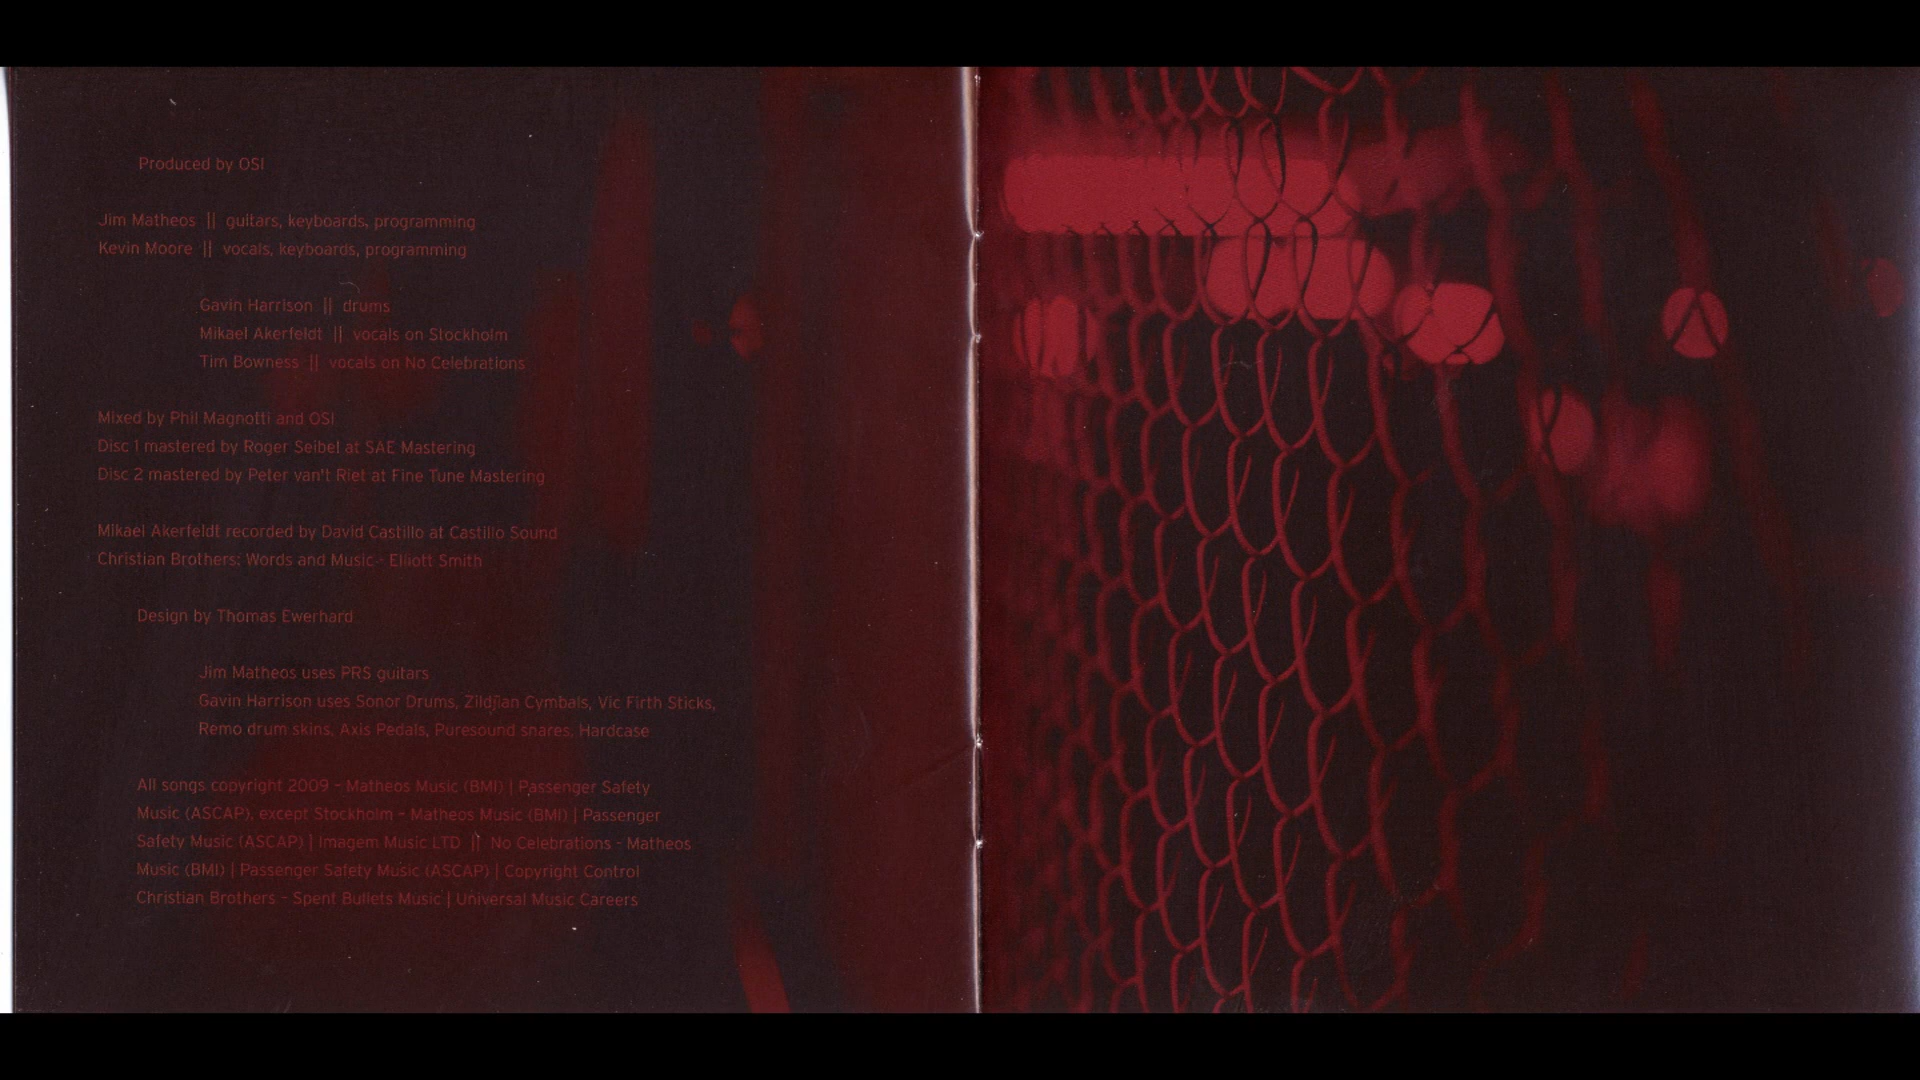 Produced by OSI
Jim Matheos || guitars, keyboards, programming
Kevin Moore || vocals, keyboards, programming
Gavin Harrison || drums
Mikael Akerfeldt || vocals on Stockholm
Tim Bowness || vocals on No Celebrations
Mixed by Phil Magnotti and OSI
Disc 1 mastered by Roger Seibel at SAE Mastering
Disc 2 mastered by Peter van't Riet at Fine Tune Mastering
Mikael Akerfeldt recorded by David Castillo at Castillo Sound
Christian Brothers: Words and Music - Elliott Smith
Design by Thomas Ewerhard
Jim Matheos uses PRS guitars
Gavin Harrison uses Sonor Drums, Zildjian Cymbals, Vic Firth Sticks,
Remo drum skins, Axis Pedals, Puresound snares, Hardcase
All songs copyright 2009 - Matheos Music (BMI) | Passenger Safety
Music (ASCAP), except Stockholm - Matheos Music (BMI) | Passenger
Safety Music (ASCAP) | Imagem Music LTD || No Celebrations - Matheos
Music (BMI) | Passenger Safety Music (ASCAP) | Copyright Control
Christian Brothers - Spent Bullets Music | Universal Music Careers